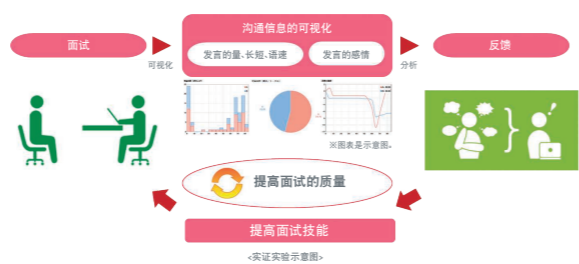 沟通信息的可视化
面试
发言的量、长短、语速
发言的感情
反馈
可视化
分析
※图表是示意图。
提高面试的质量
提高面试技能
<实证实验示意图>